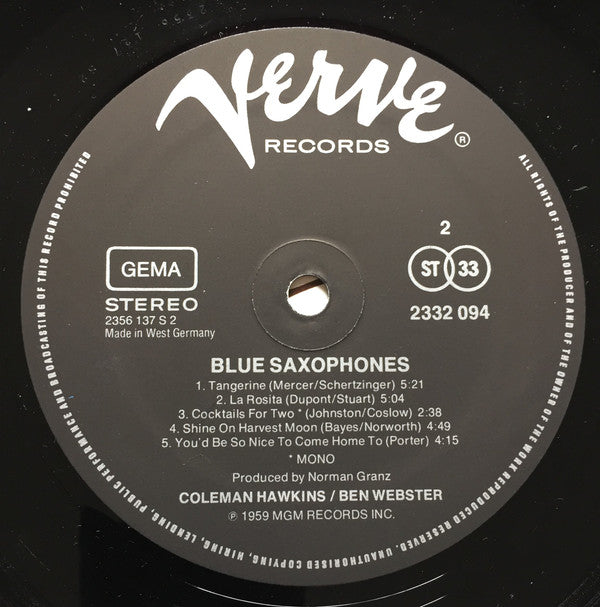 Verve
RECORDS ®
2
GEMA
ST 33
STEREO
2332 094
2356 137 S 2
Made in West Germany
BLUE SAXOPHONES
1. Tangerine (Mercer/Schertzinger) 5:21
2. La Rosita (Dupont/Stuart) 5:04
3. Cocktails For Two * (Johnston/Coslow) 2:38
4. Shine On Harvest Moon (Bayes/Norworth) 4:49
5. You'd Be So Nice To Come Home To (Porter) 4:15
* MONO
Produced by Norman Granz
COLEMAN HAWKINS / BEN WEBSTER
℗ 1959 MGM RECORDS INC.
ALL RIGHTS OF THE PRODUCER AND OF THE OWNER OF THE WORK REPRODUCED RESERVED. UNAUTHORISED COPYING, HIRING, LENDING, PUBLIC PERFORMANCE AND BROADCASTING OF THIS RECORD PROHIBITED